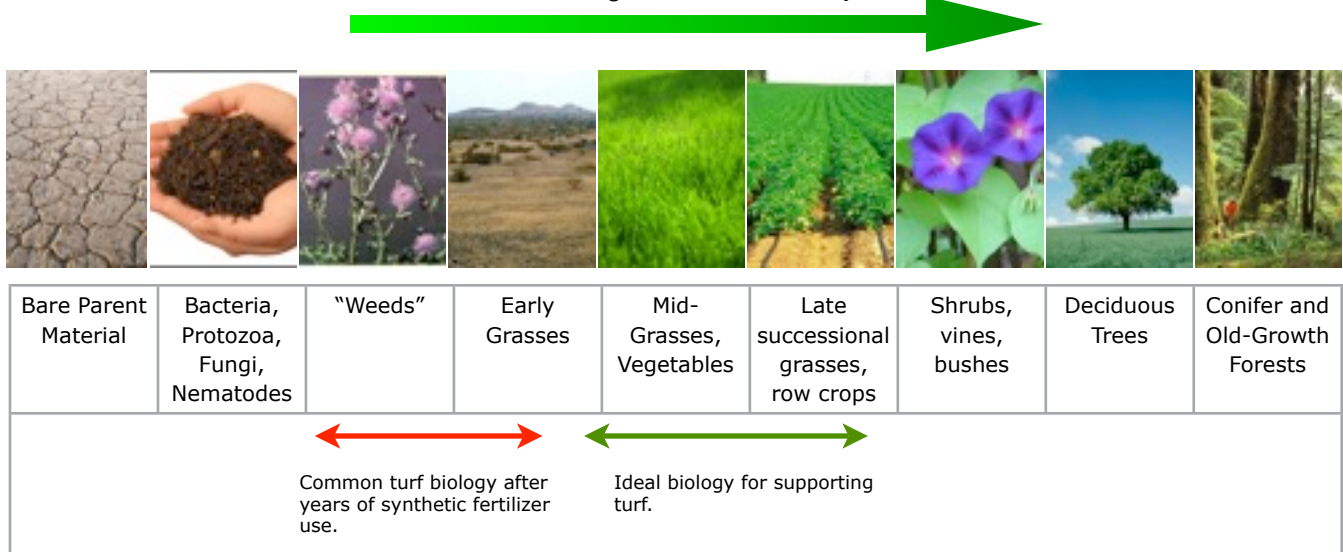 Bare Parent
Material
Bacteria,
Protozoa,
Fungi,
Nematodes
“Weeds”
Early
Grasses
Mid-
Grasses,
Vegetables
Late
successional
grasses,
row crops
Shrubs,
vines,
bushes
Deciduous
Trees
Conifer and
Old-Growth
Forests
Common turf biology after
years of synthetic fertilizer
use.
Ideal biology for supporting
turf.